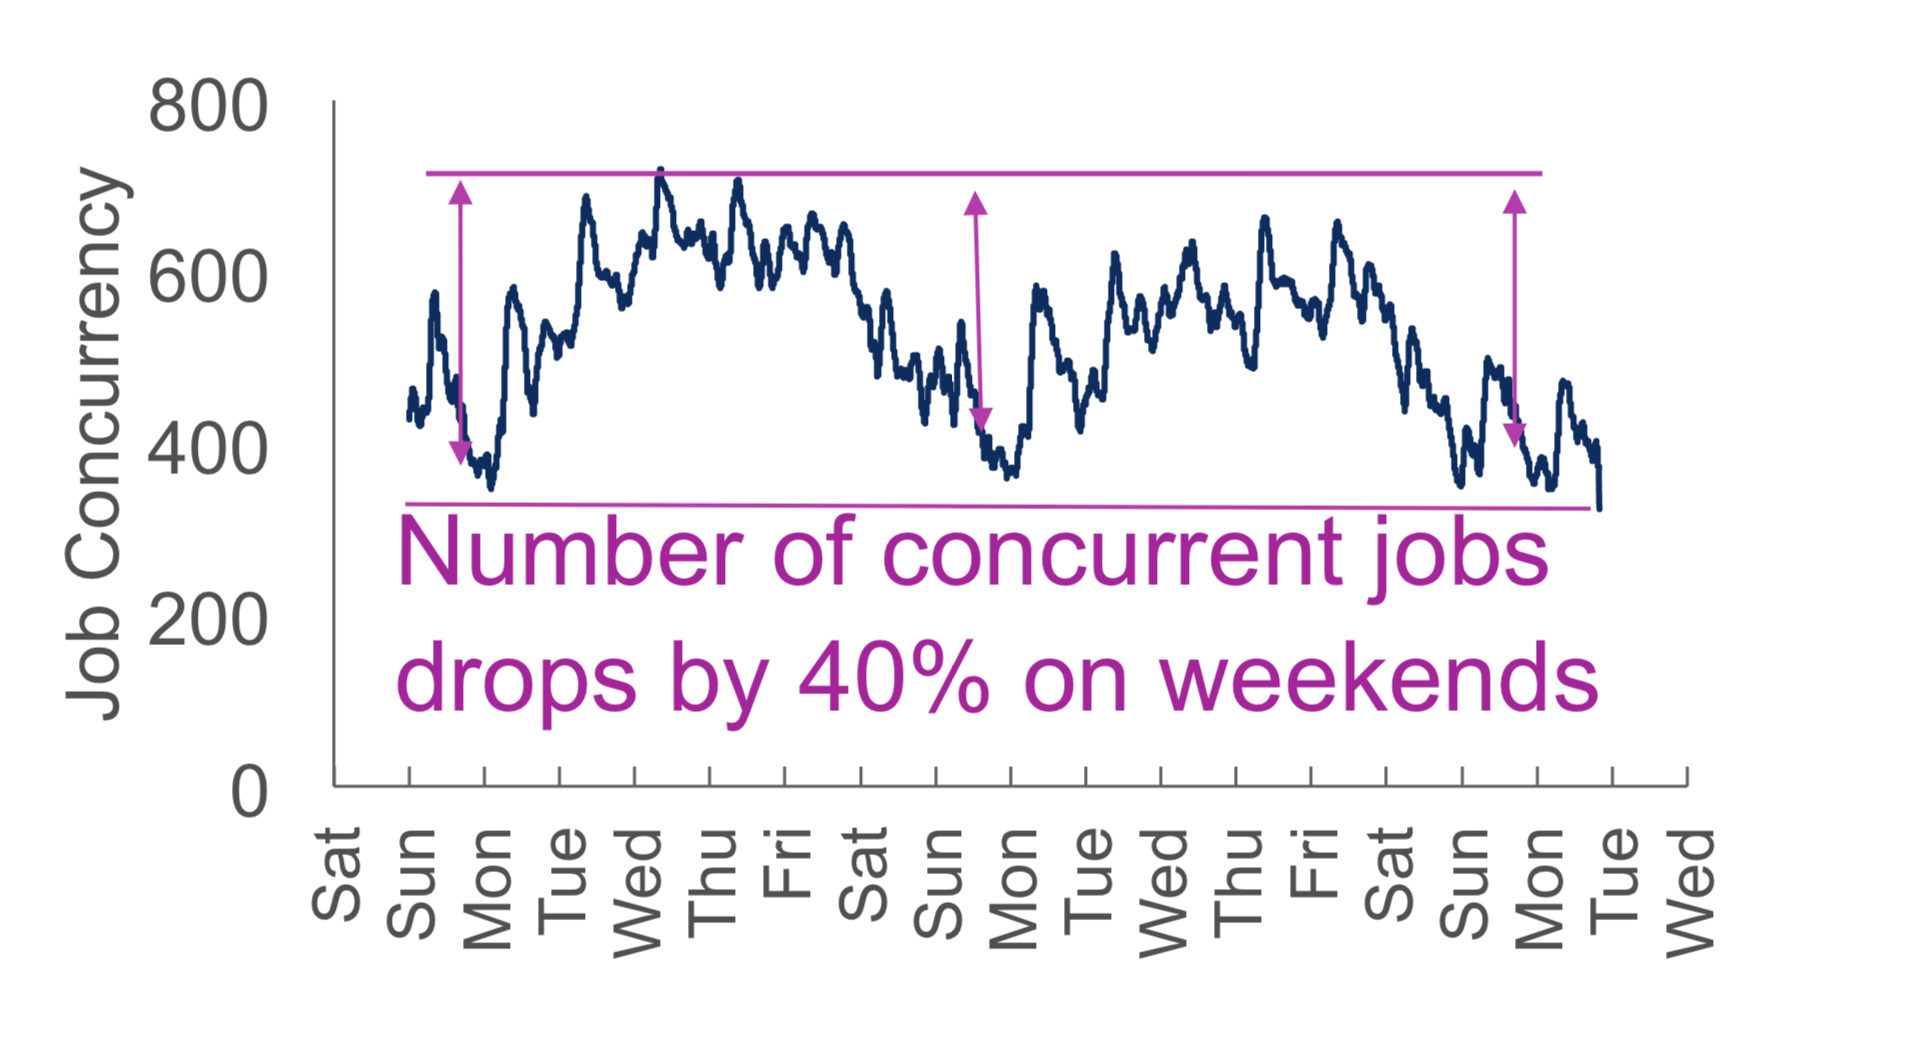 800
600
400
200
0
Job Concurrency
Number of concurrent jobs
drops by 40% on weekends
Sat
Sun
Mon
Tue
Wed
Thu
Fri
Sat
Sun
Mon
Tue
Wed
Thu
Fri
Sat
Sun
Mon
Tue
Wed